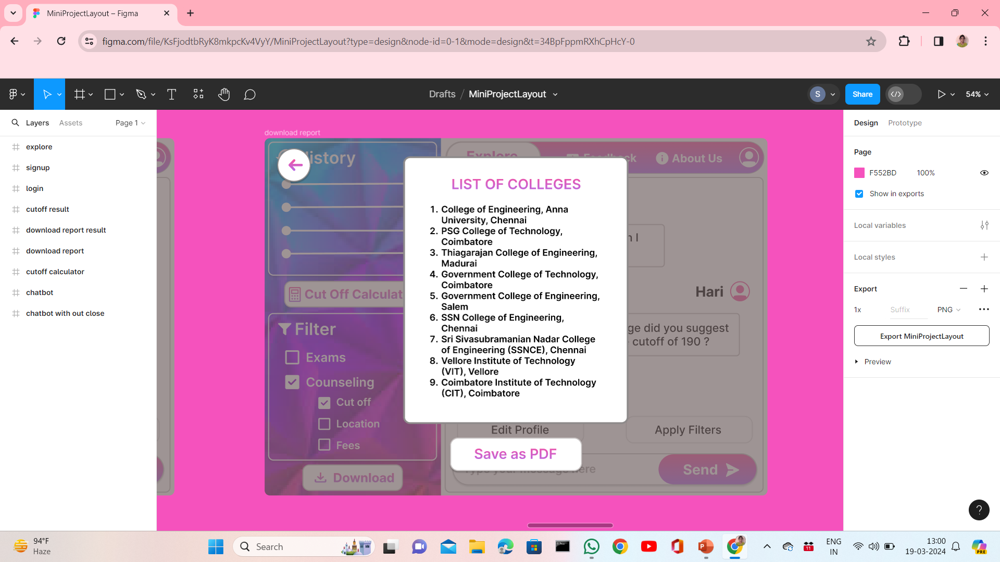 MiniProjectLayout – Figma
figma.com/file/KsFjodtbRyK8mkpcKv4VyY/MiniProjectLayout?type=design&node-id=0-1&mode=design&t=34BpFppmRXhCpHcY-0
Drafts / MiniProjectLayout
S
Share
54%
Layers
Assets
Page 1
explore
signup
login
cutoff result
download report result
download report
cutoff calculator
chatbot
chatbot with out close
download report
History
Explore
Feedback
About Us
LIST OF COLLEGES
1. College of Engineering, Anna
University, Chennai
2. PSG College of Technology,
Coimbatore
3. Thiagarajan College of Engineering,
Madurai
4. Government College of Technology,
Coimbatore
5. Government College of Engineering,
Salem
6. SSN College of Engineering,
Chennai
7. Sri Sivasubramanian Nadar College
of Engineering (SSNCE), Chennai
8. Vellore Institute of Technology
(VIT), Vellore
9. Coimbatore Institute of Technology
(CIT), Coimbatore
Cut Off Calculat
Filter
Exams
Counseling
Cut off
Location
Fees
Download
Hari
ge did you suggest
cutoff of 190 ?
Edit Profile
Apply Filters
Save as PDF
Type your message here
Send
Design
Prototype
Page
F552BD
100%
Show in exports
Local variables
Local styles
Export
1x
Suffix
PNG
Export MiniProjectLayout
Preview
?
94°F
Haze
Search
11
ENG
IN
13:00
19-03-2024
PRE